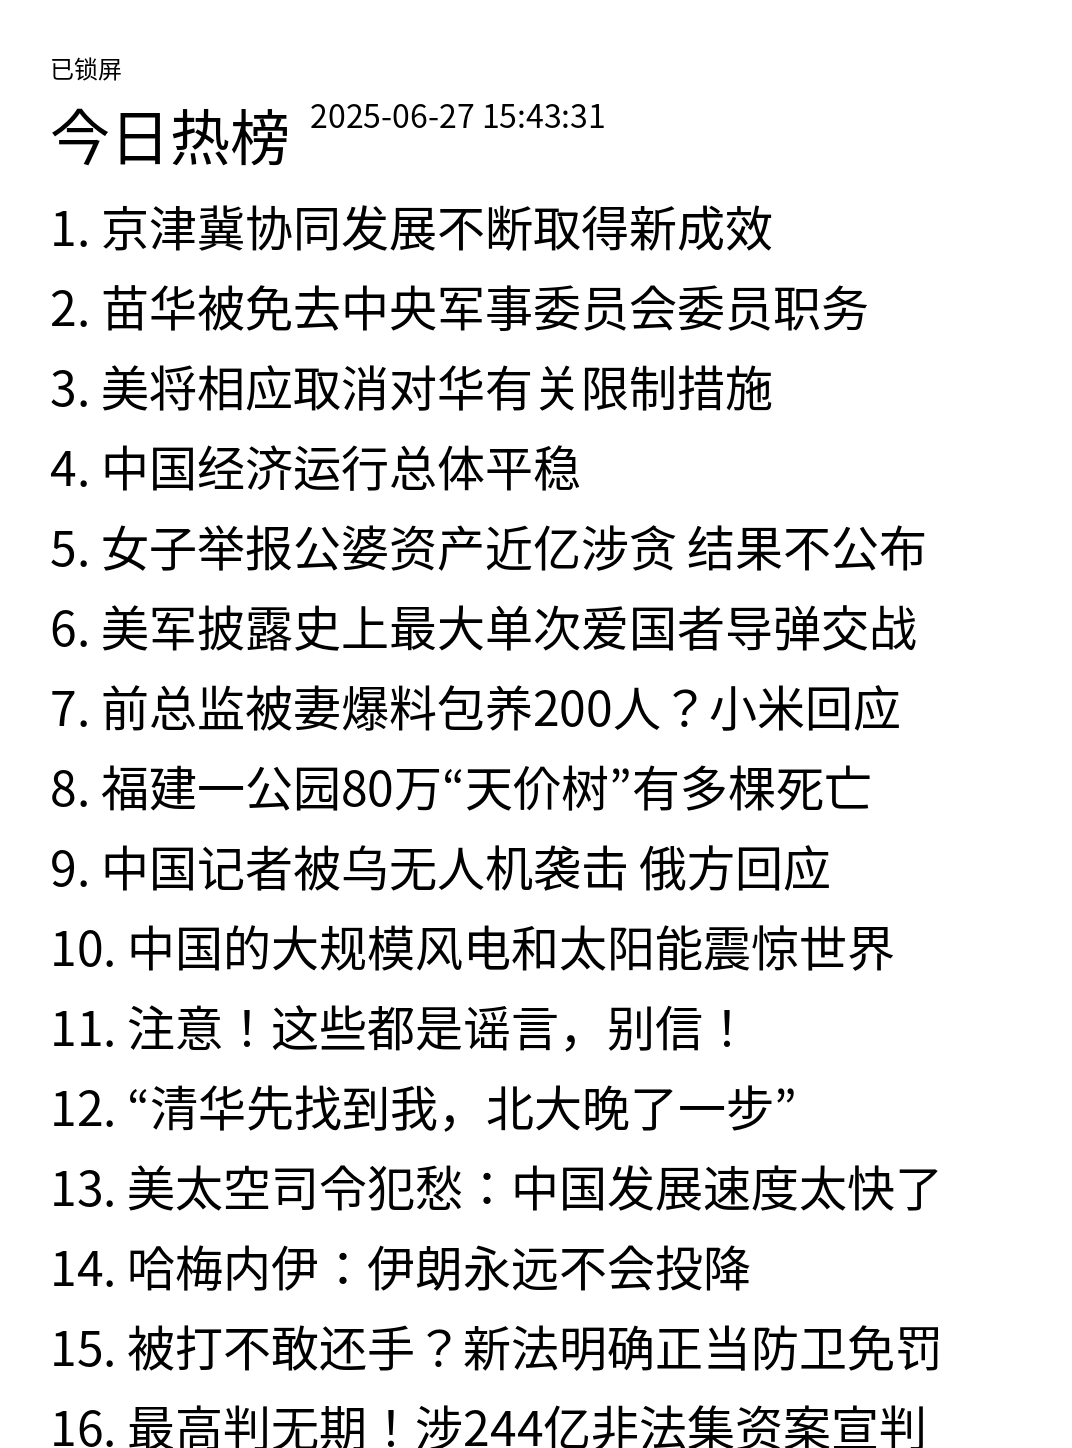 已锁屏
今日热榜 2025-06-27 15:43:31
1. 京津冀协同发展不断取得新成效
2. 苗华被免去中央军事委员会委员职务
3. 美将相应取消对华有关限制措施
4. 中国经济运行总体平稳
5. 女子举报公婆资产近亿涉贪 结果不公布
6. 美军披露史上最大单次爱国者导弹交战
7. 前总监被妻爆料包养200人？小米回应
8. 福建一公园80万“天价树”有多棵死亡
9. 中国记者被乌无人机袭击 俄方回应
10. 中国的大规模风电和太阳能震惊世界
11. 注意！这些都是谣言，别信！
12. “清华先找到我，北大晚了一步”
13. 美太空司令犯愁：中国发展速度太快了
14. 哈梅内伊：伊朗永远不会投降
15. 被打不敢还手？新法明确正当防卫免罚
16. 最高判无期！涉244亿非法集资案宣判